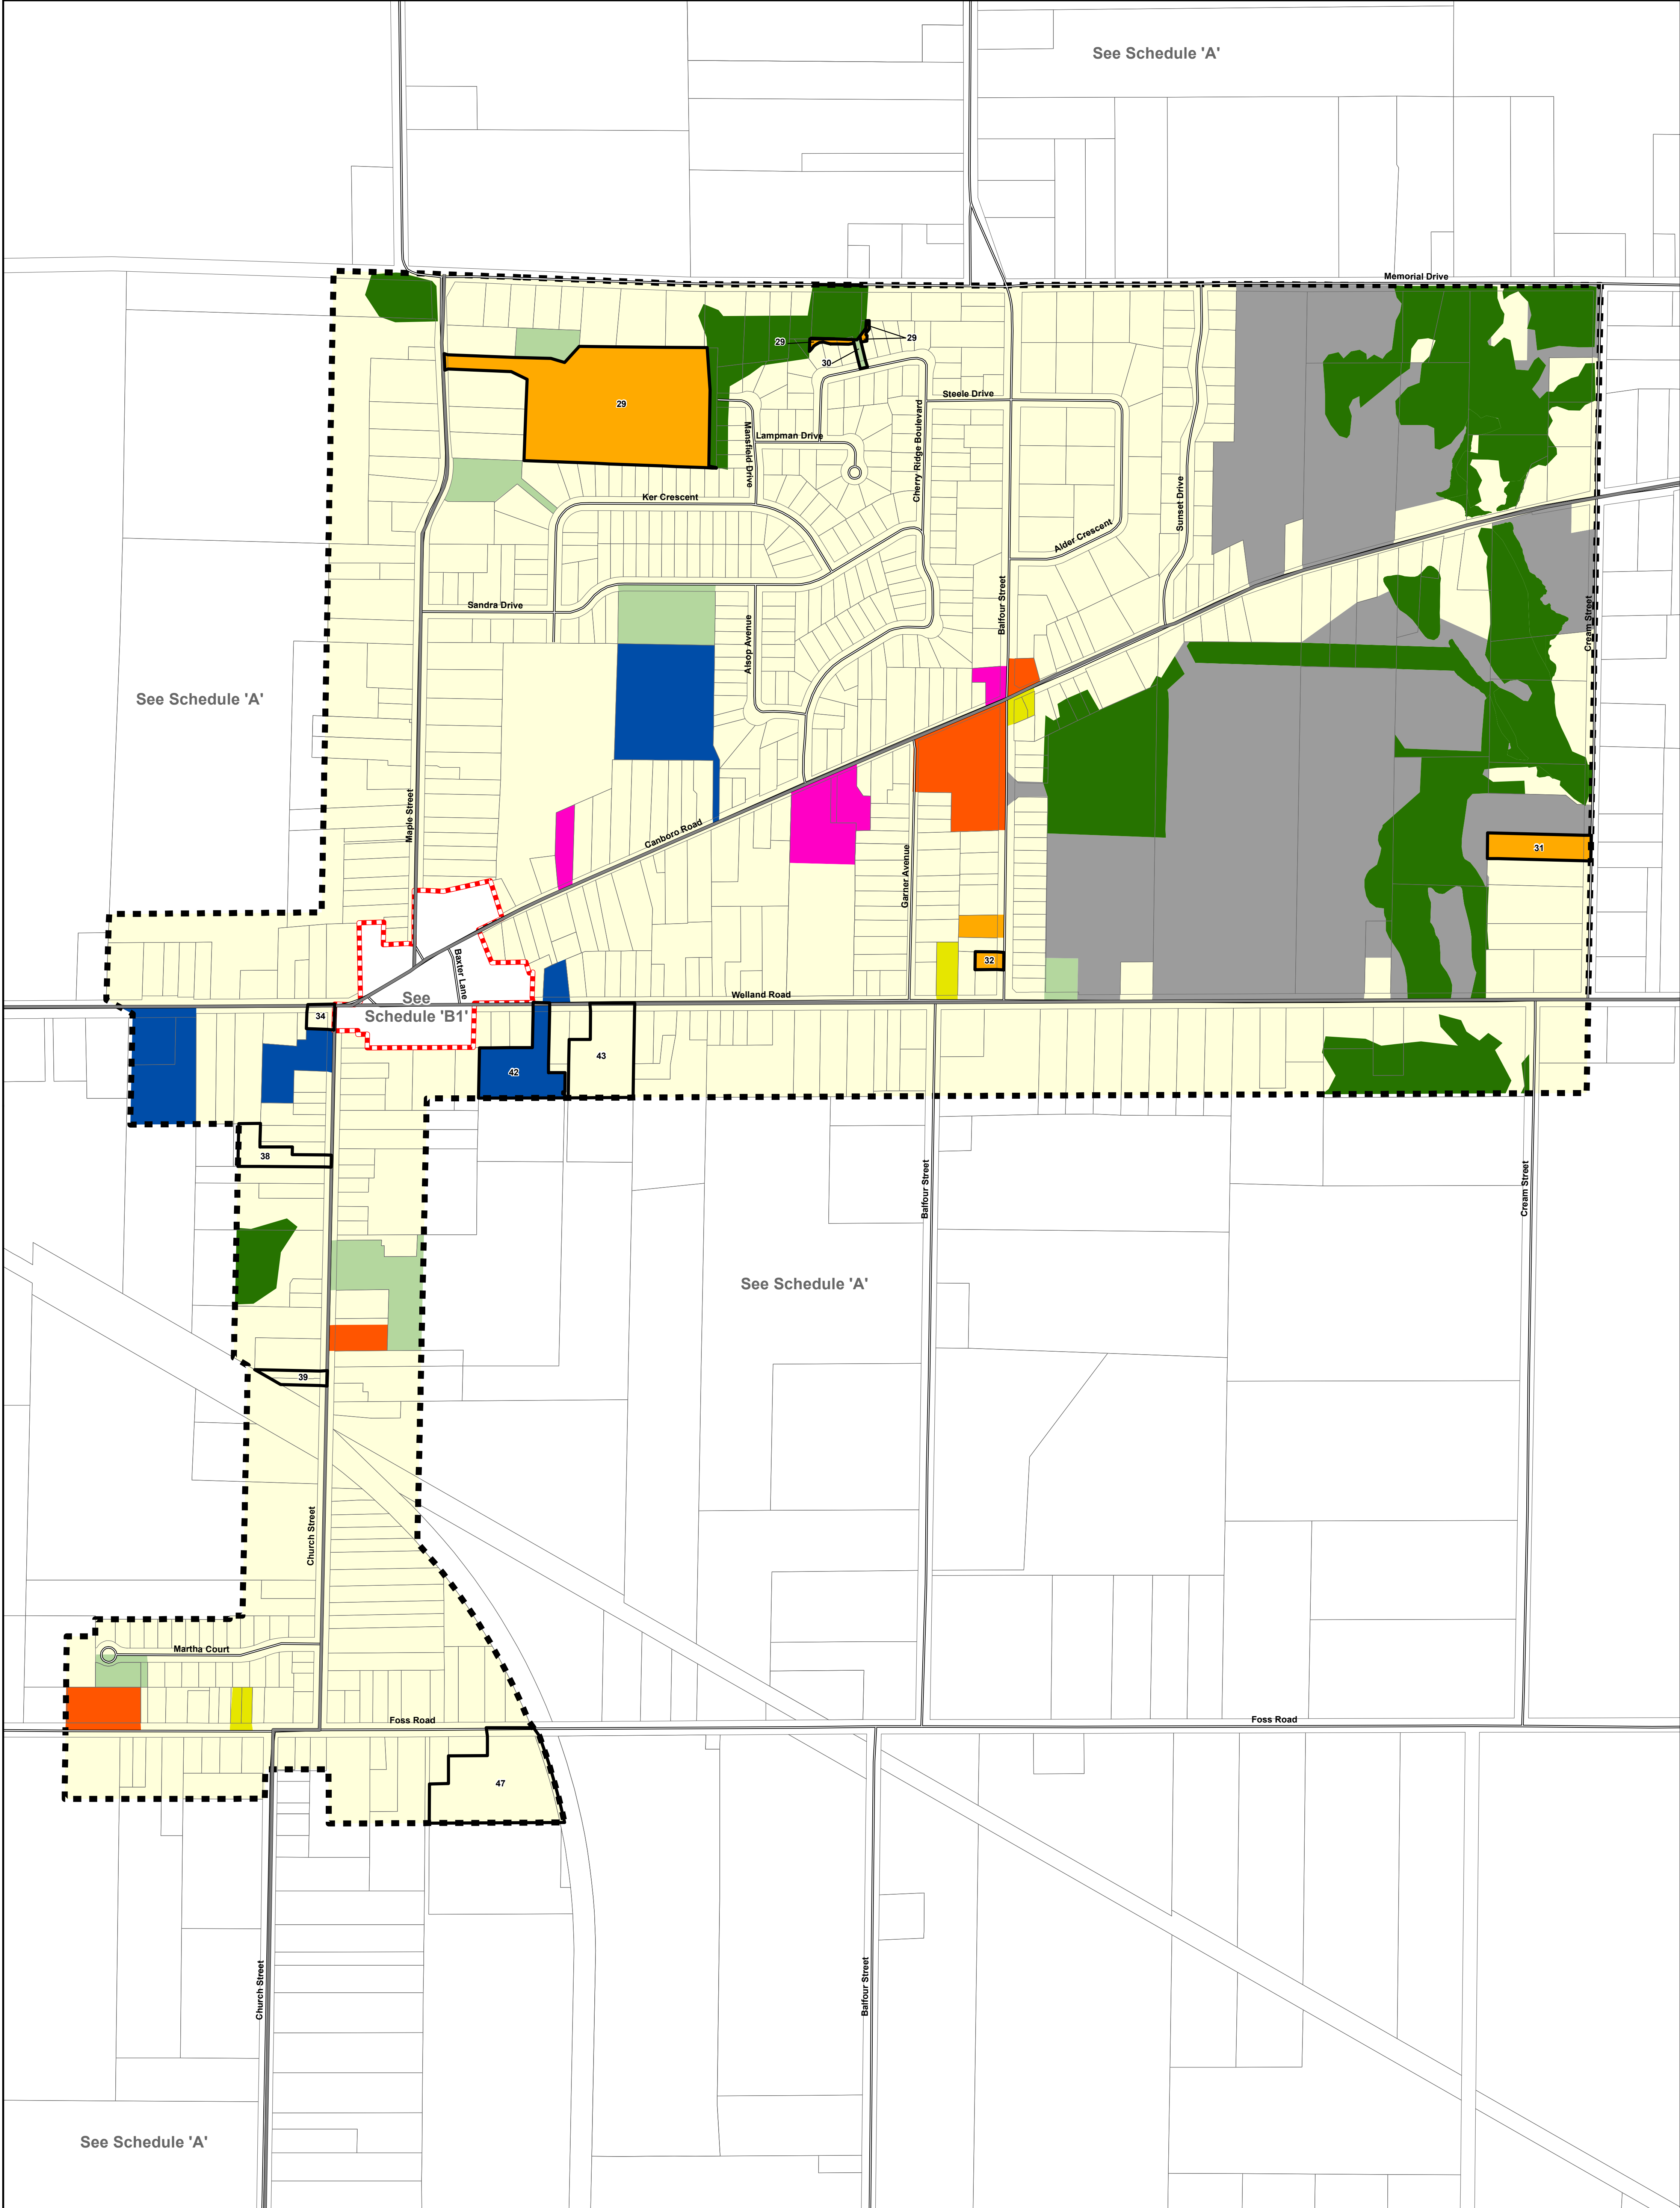 See Schedule 'A'
Memorial Drive
29
29
30
29
Steele Drive
Mansfield Drive
Lampman Drive
Cherry Ridge Boulevard
Ker Crescent
Sunset Drive
Alder Crescent
Sandra Drive
Balfour Street
Cream Street
Alsop Avenue
See Schedule 'A'
Maple Street
Canboro Road
Garner Avenue
31
32
Baxter Lane
Welland Road
See
Schedule 'B1'
34
43
42
38
Balfour Street
Cream Street
See Schedule 'A'
39
Church Street
Martha Court
Foss Road
Foss Road
47
Church Street
Balfour Street
See Schedule 'A'